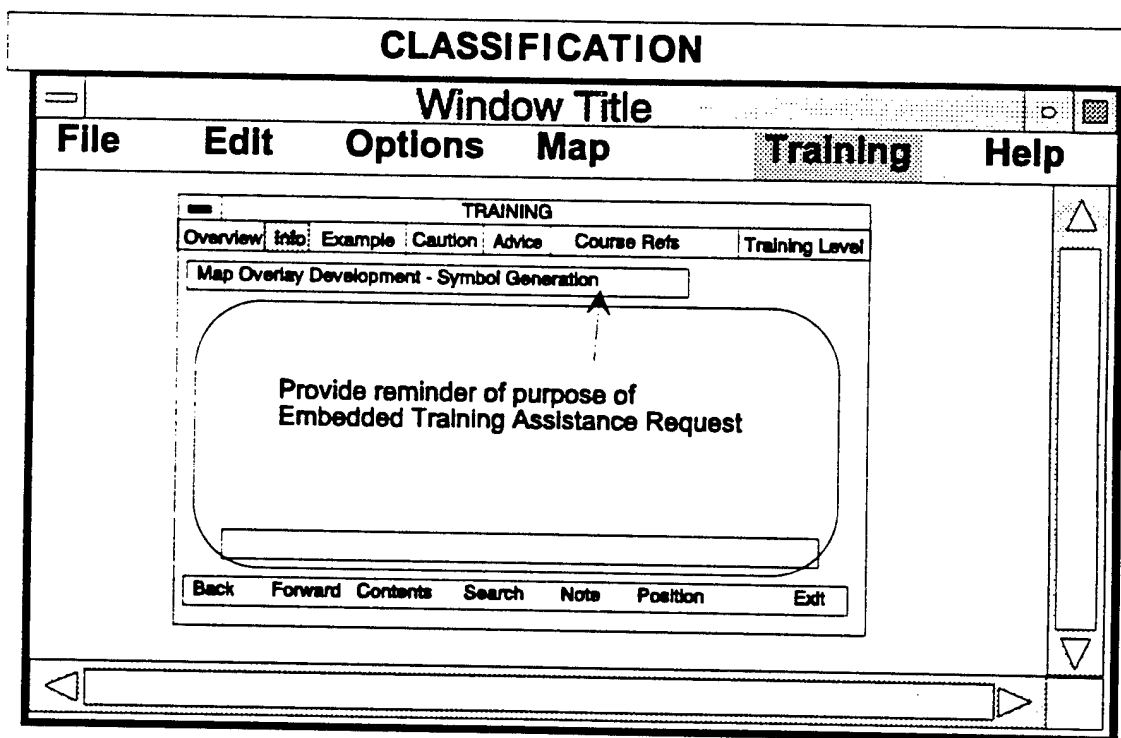 CLASSIFICATION
Window Title
File Edit Options Map Training Help
TRAINING
Overview Info Example Caution Advice Course Refs Training Level
Map Overlay Development - Symbol Generation
Provide reminder of purpose of
Embedded Training Assistance Request
Back Forward Contents Search Note Position Exit